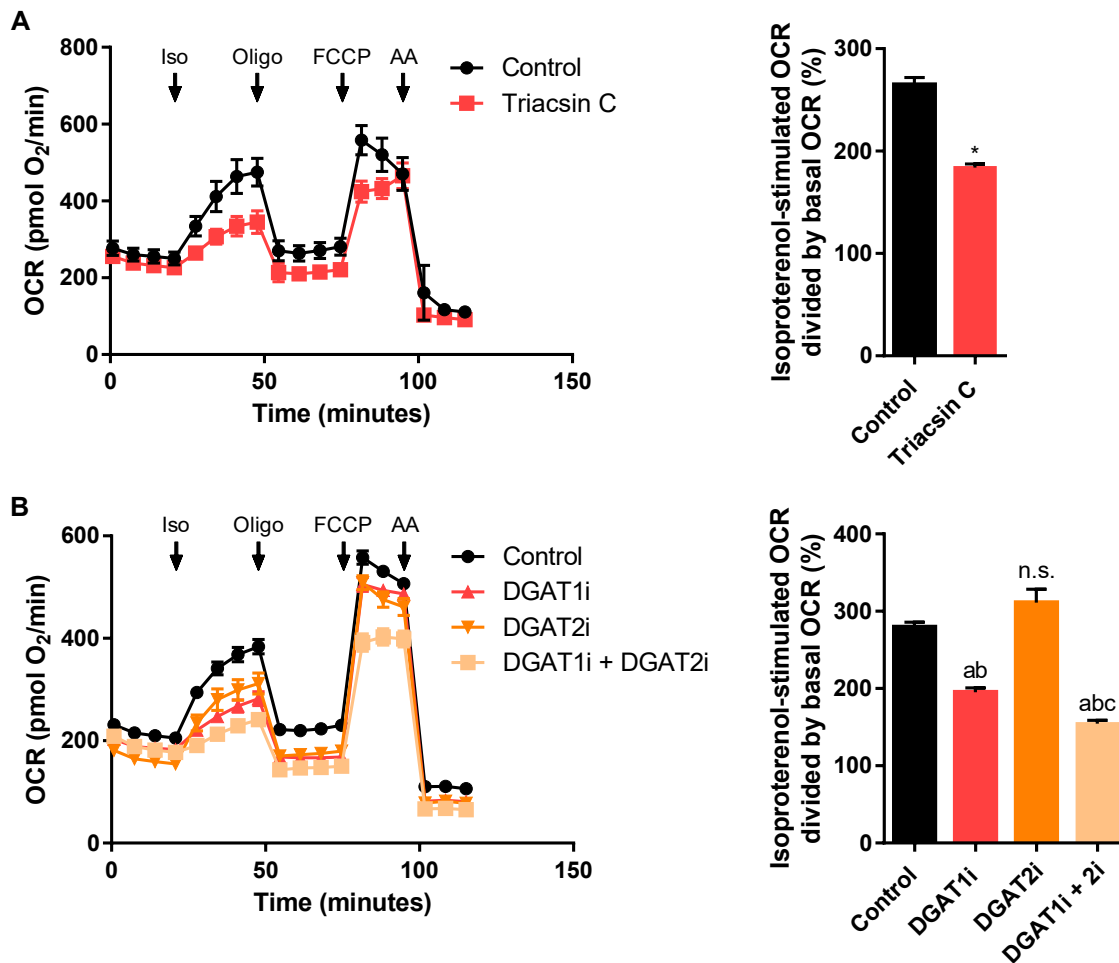 A
OCR (pmol O₂/min)
800
600
400
200
0
0
50
100
150
Time (minutes)
Iso
Oligo
FCCP
AA
Control
Triacsin C
Isoproterenol-stimulated OCR
divided by basal OCR (%)
300
200
100
0
*
Control
Triacsin C
B
OCR (pmol O₂/min)
600
400
200
0
0
50
100
150
Time (minutes)
Iso
Oligo
FCCP
AA
Control
DGAT1i
DGAT2i
DGAT1i + DGAT2i
Isoproterenol-stimulated OCR
divided by basal OCR (%)
400
300
200
100
0
ab
n.s.
abc
Control
DGAT1i
DGAT2i
DGAT1i + 2i